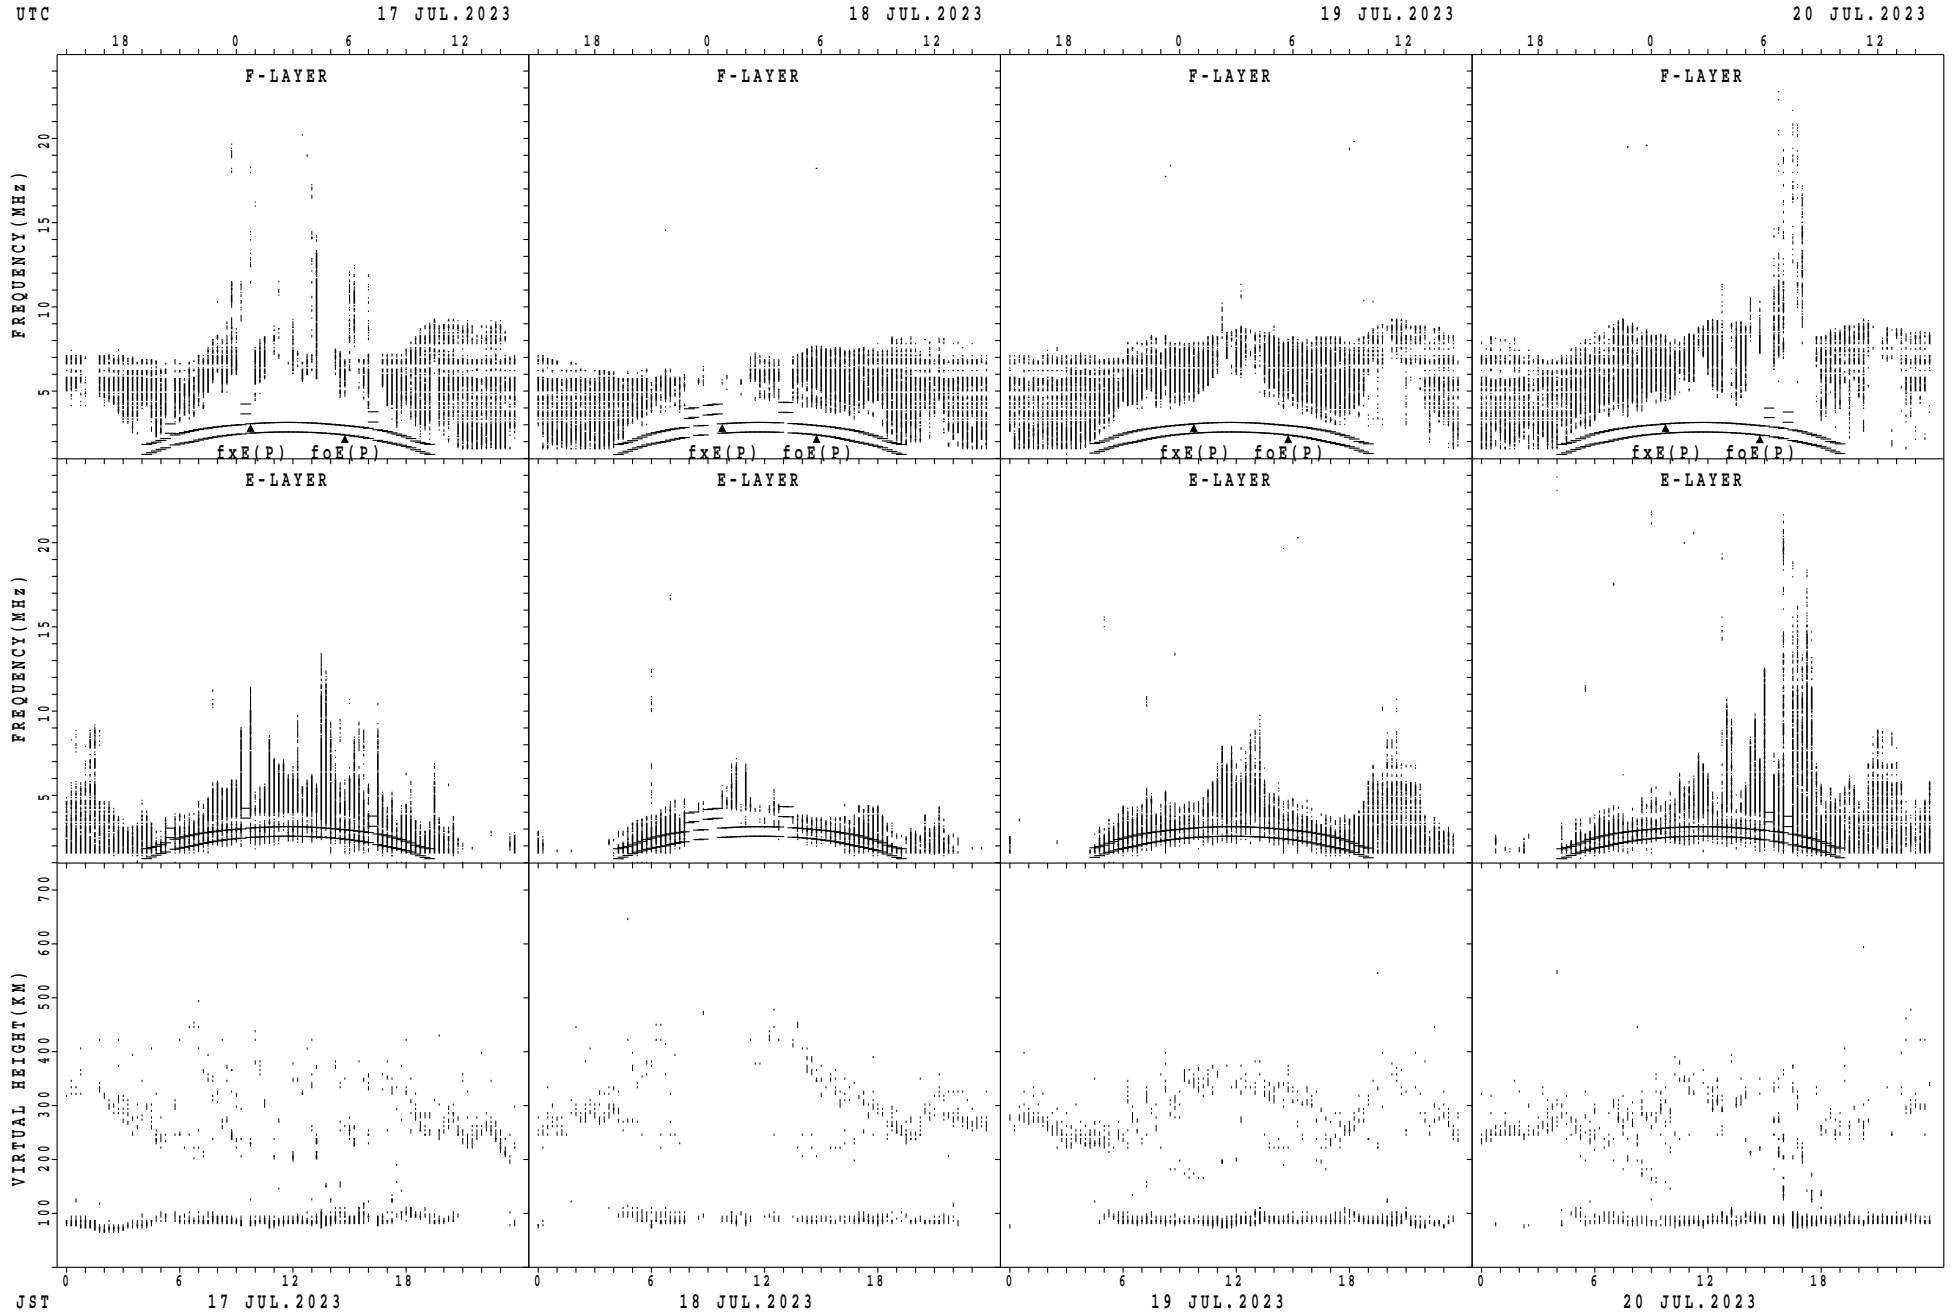 UTC 17 JUL.2023 18 JUL.2023 19 JUL.2023 20 JUL.2023
18 0 6 12 18 0 6 12 18 0 6 12 18 0 6 12
F-LAYER F-LAYER F-LAYER F-LAYER
FREQUENCY(MHz)
20
15
10
5
fxE(P) foE(P) fxE(P) foE(P) fxE(P) foE(P) fxE(P) foE(P)
E-LAYER E-LAYER E-LAYER E-LAYER
FREQUENCY(MHz)
20
15
10
5
VIRTUAL HEIGHT(KM)
700
600
500
400
300
200
100
0 6 12 18 0 6 12 18 0 6 12 18 0 6 12 18
JST 17 JUL.2023 18 JUL.2023 19 JUL.2023 20 JUL.2023